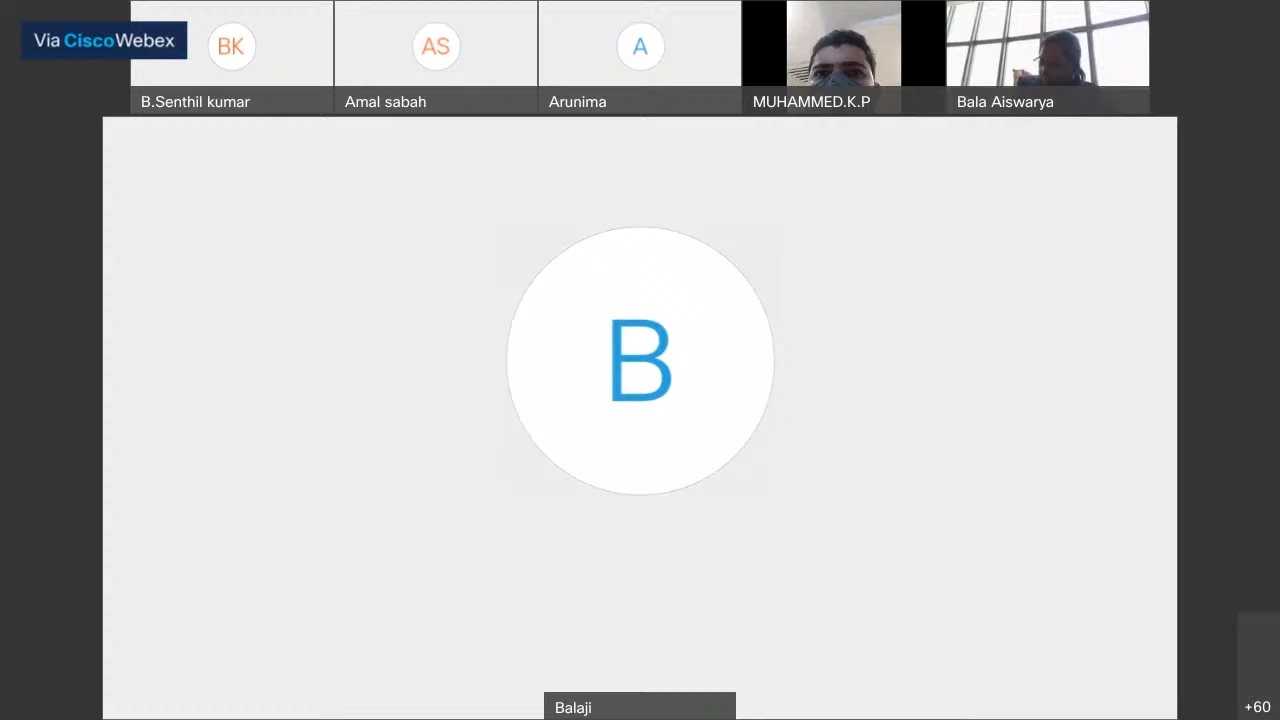 Via CiscoWebex
BK
AS
A
B.Senthil kumar
Amal sabah
Arunima
MUHAMMED.K.P
Bala Aiswarya
B
Balaji
+60